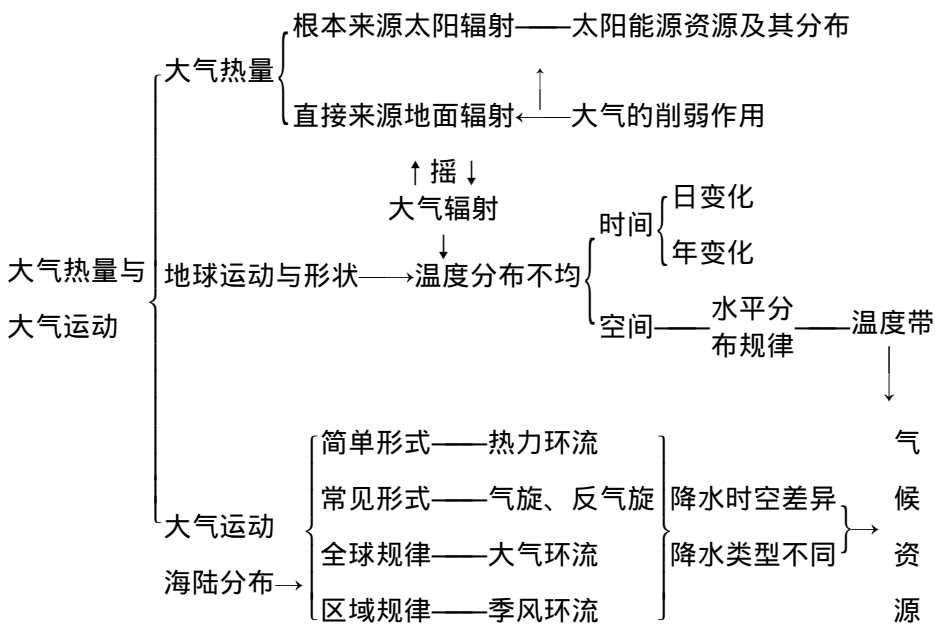 根本来源太阳辐射——太阳能源资源及其分布
大气热量
↑
直接来源地面辐射←——大气的削弱作用
↑摇↓
大气辐射
↓
时间
日变化
年变化
大气热量与
大气运动
地球运动与形状——→温度分布不均
空间——水平分
布规律——温度带
↓
简单形式——热力环流
常见形式——气旋、反气旋
大气运动
全球规律——大气环流
海陆分布→
区域规律——季风环流
降水时空差异
降水类型不同
→
气
候
资
源